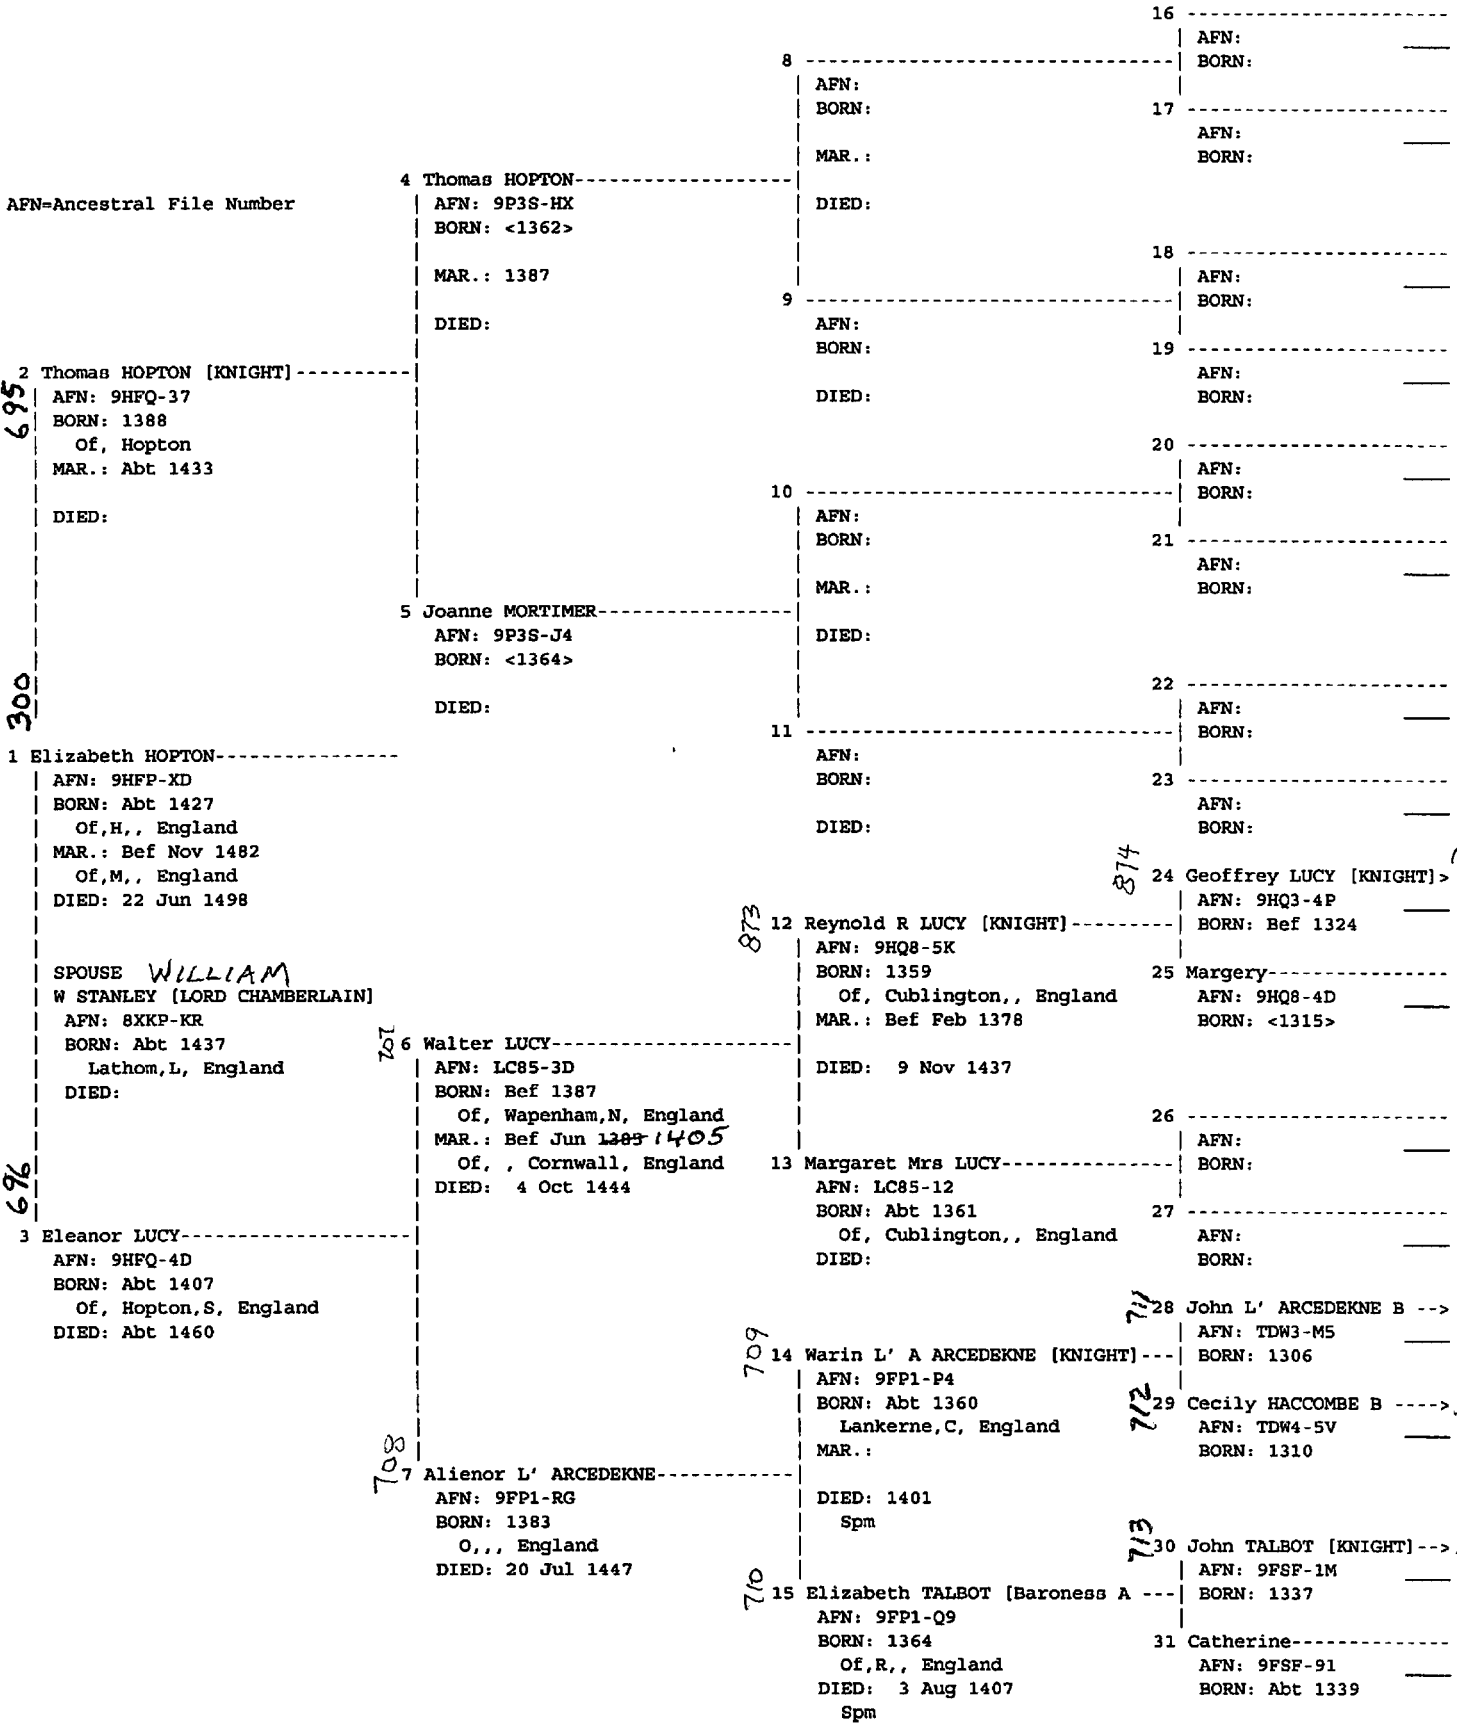 AFN=Ancestral File Number
300
1 Elizabeth HOPTON
AFN: 9HFP-XD
BORN: Abt 1427
Of,H,, England
MAR.: Bef Nov 1482
Of,M,, England
DIED: 22 Jun 1498
SPOUSE WILLIAM
W STANLEY [LORD CHAMBERLAIN]
AFN: 8XKP-KR
BORN: Abt 1437
Lathom,L, England
DIED:
695
2 Thomas HOPTON [KNIGHT]
AFN: 9HFQ-37
BORN: 1388
Of, Hopton
MAR.: Abt 1433
DIED:
696
3 Eleanor LUCY
AFN: 9HFQ-4D
BORN: Abt 1407
Of, Hopton,S, England
DIED: Abt 1460
4 Thomas HOPTON
AFN: 9P3S-HX
BORN: <1362>
MAR.: 1387
DIED:
5 Joanne MORTIMER
AFN: 9P3S-J4
BORN: <1364>
DIED:
707
6 Walter LUCY
AFN: LC85-3D
BORN: Bef 1387
Of, Wapenham,N, England
MAR.: Bef Jun 1385 1405
Of, , Cornwall, England
DIED: 4 Oct 1444
708
7 Alienor L' ARCEDEKNE
AFN: 9FP1-RG
BORN: 1383
O,,, England
DIED: 20 Jul 1447
8
AFN:
BORN:
MAR.:
DIED:
9
AFN:
BORN:
DIED:
10
AFN:
BORN:
MAR.:
DIED:
11
AFN:
BORN:
DIED:
873
12 Reynold R LUCY [KNIGHT]
AFN: 9HQ8-5K
BORN: 1359
Of, Cublington,, England
MAR.: Bef Feb 1378
DIED: 9 Nov 1437
13 Margaret Mrs LUCY
AFN: LC85-12
BORN: Abt 1361
Of, Cublington,, England
DIED:
709
14 Warin L' A ARCEDEKNE [KNIGHT]
AFN: 9FP1-P4
BORN: Abt 1360
Lankerne,C, England
MAR.:
DIED: 1401
Spm
710
15 Elizabeth TALBOT [Baroness A
AFN: 9FP1-Q9
BORN: 1364
Of,R,, England
DIED: 3 Aug 1407
Spm
16
AFN:
BORN:
17
AFN:
BORN:
18
AFN:
BORN:
19
AFN:
BORN:
20
AFN:
BORN:
21
AFN:
BORN:
22
AFN:
BORN:
23
AFN:
BORN:
874
24 Geoffrey LUCY [KNIGHT]>
AFN: 9HQ3-4P
BORN: Bef 1324
25 Margery
AFN: 9HQ8-4D
BORN: <1315>
26
AFN:
BORN:
27
AFN:
BORN:
711
28 John L' ARCEDEKNE B -->
AFN: TDW3-M5
BORN: 1306
712
29 Cecily HACCOMBE B ---->
AFN: TDW4-5V
BORN: 1310
713
30 John TALBOT [KNIGHT]-->
AFN: 9FSF-1M
BORN: 1337
31 Catherine
AFN: 9FSF-91
BORN: Abt 1339